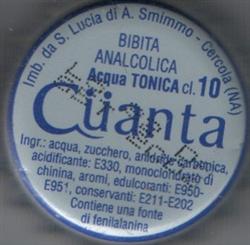 Imb. da S. Lucia di A. Smimmo - Cercola (NA)
BIBITA
ANALCOLICA
Acqua TONICA cl. 10
Cüanta
Ingr.: acqua, zucchero, anidride carbonica,
acidificante: E330, monocloridrato di
chinina, aromi, edulcoranti: E950-
E951, conservanti: E211-E202
Contiene una fonte
di fenilalanina